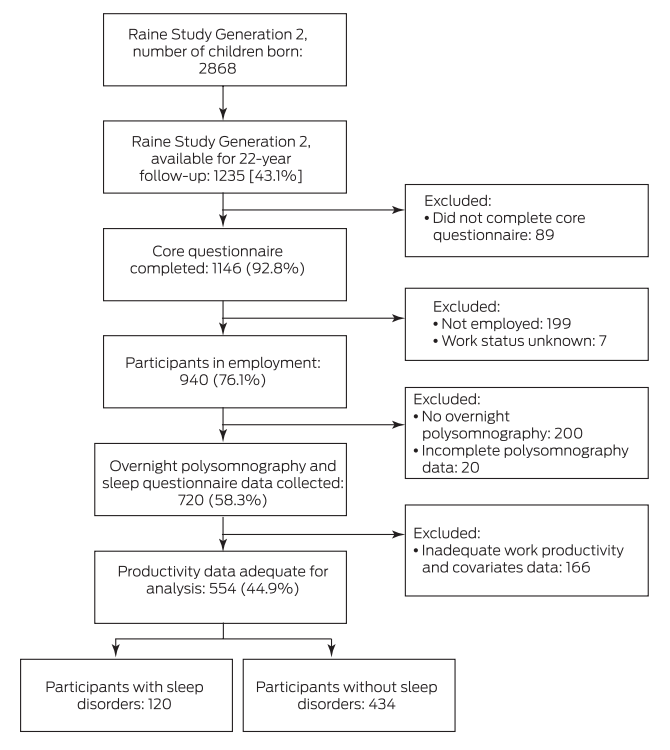 Raine Study Generation 2,
number of children born:
2868
Raine Study Generation 2,
available for 22-year
follow-up: 1235 [43.1%]
Excluded:
• Did not complete core
questionnaire: 89
Core questionnaire
completed: 1146 (92.8%)
Excluded:
• Not employed: 199
• Work status unknown: 7
Participants in employment:
940 (76.1%)
Excluded:
• No overnight
polysomnography: 200
• Incomplete polysomnography
data: 20
Overnight polysomnography and
sleep questionnaire data collected:
720 (58.3%)
Excluded:
• Inadequate work productivity
and covariates data: 166
Productivity data adequate for
analysis: 554 (44.9%)
Participants with sleep
disorders: 120
Participants without sleep
disorders: 434